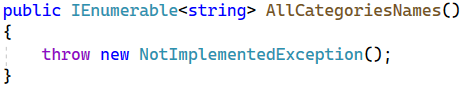 public IEnumerable<string> AllCategoriesNames()
{
    throw new NotImplementedException();
}